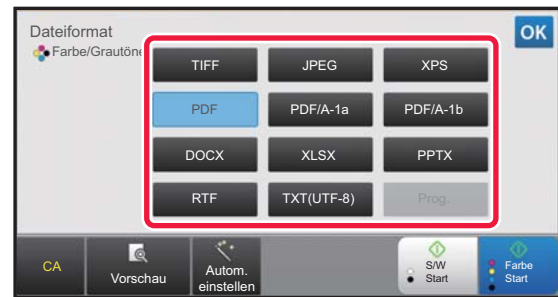 Dateiformat
OK
Farbe/Grautöne
TIFF JPEG XPS
PDF PDF/A-1a PDF/A-1b
DOCX XLSX PPTX
RTF TXT(UTF-8) Prog.
CA
Vorschau
Autom.
einstellen
S/W
Start
Farbe
Start